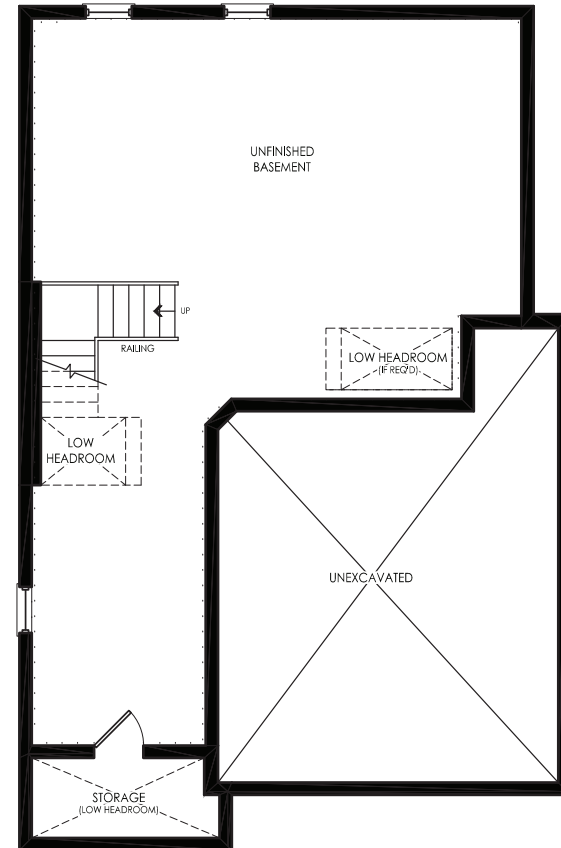 UNFINISHED
BASEMENT
UP
RAILING
LOW HEADROOM
(IF REQ'D)
LOW
HEADROOM
UNEXCAVATED
STORAGE
(LOW HEADROOM)